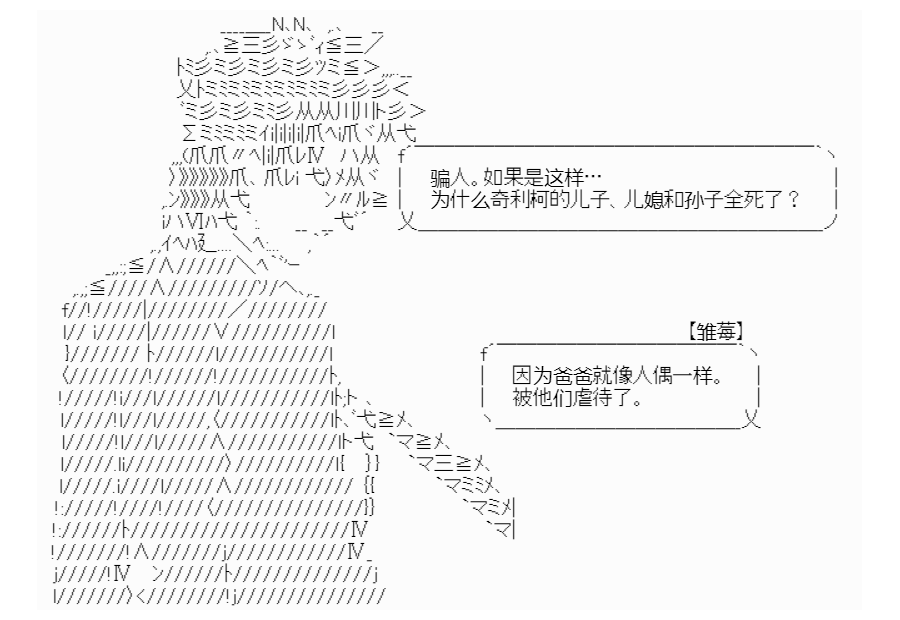 骗人。如果是这样…
为什么奇利柯的儿子、儿媳和孙子全死了？
【雏莓】
因为爸爸就像人偶一样。
被他们虐待了。